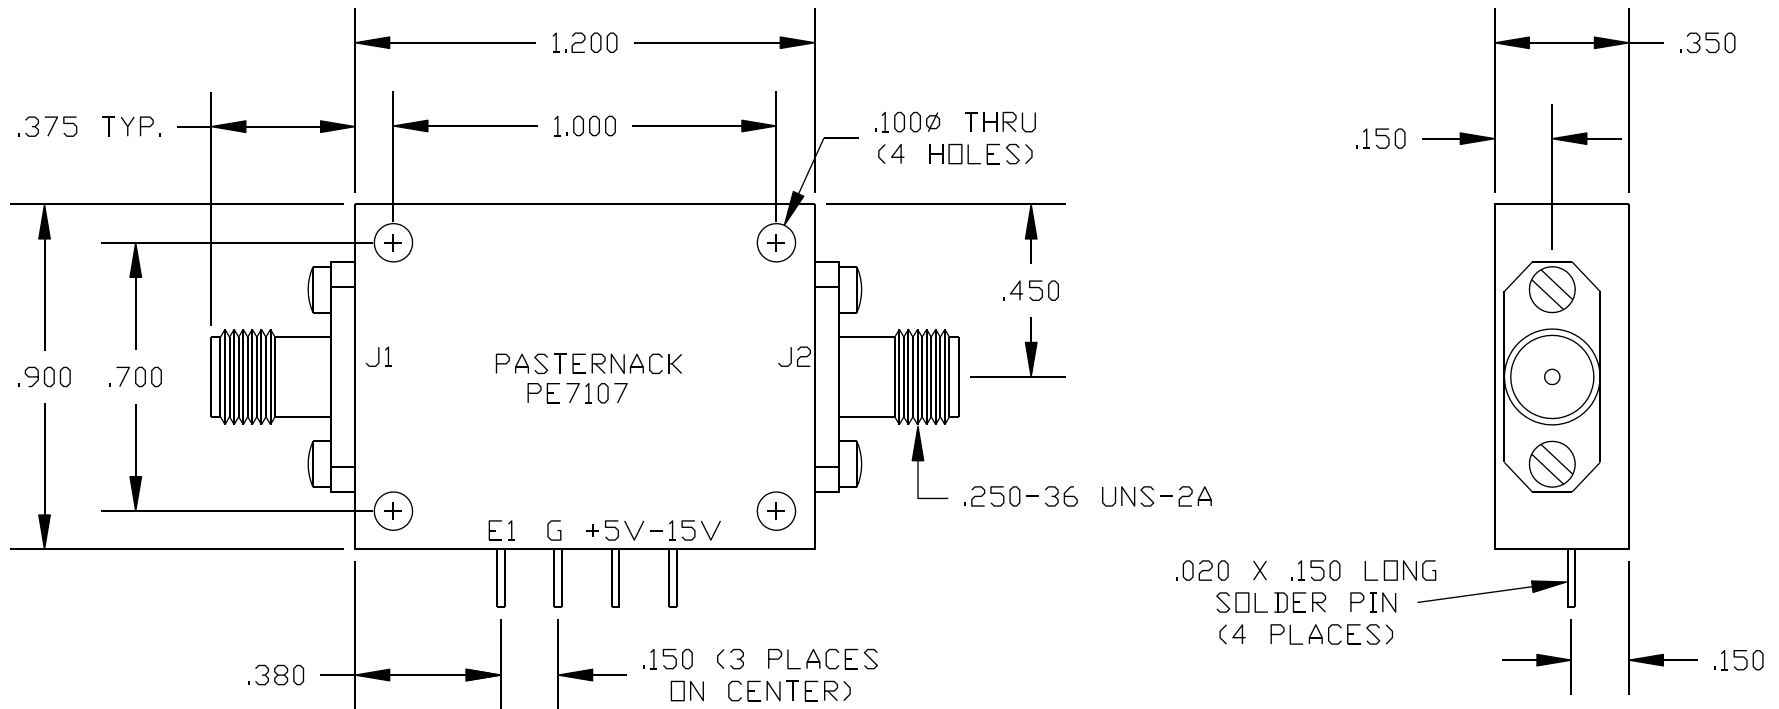 1.200
.350
.375 TYP.
1.000
.100Ø THRU
(4 HOLES)
.150
.450
J1
J2
PASTERNACK
PE7107
.900
.700
.250-36 UNS-2A
E1 G +5V -15V
.020 X .150 LONG
SOLDER PIN
(4 PLACES)
.380
.150 (3 PLACES
ON CENTER)
.150